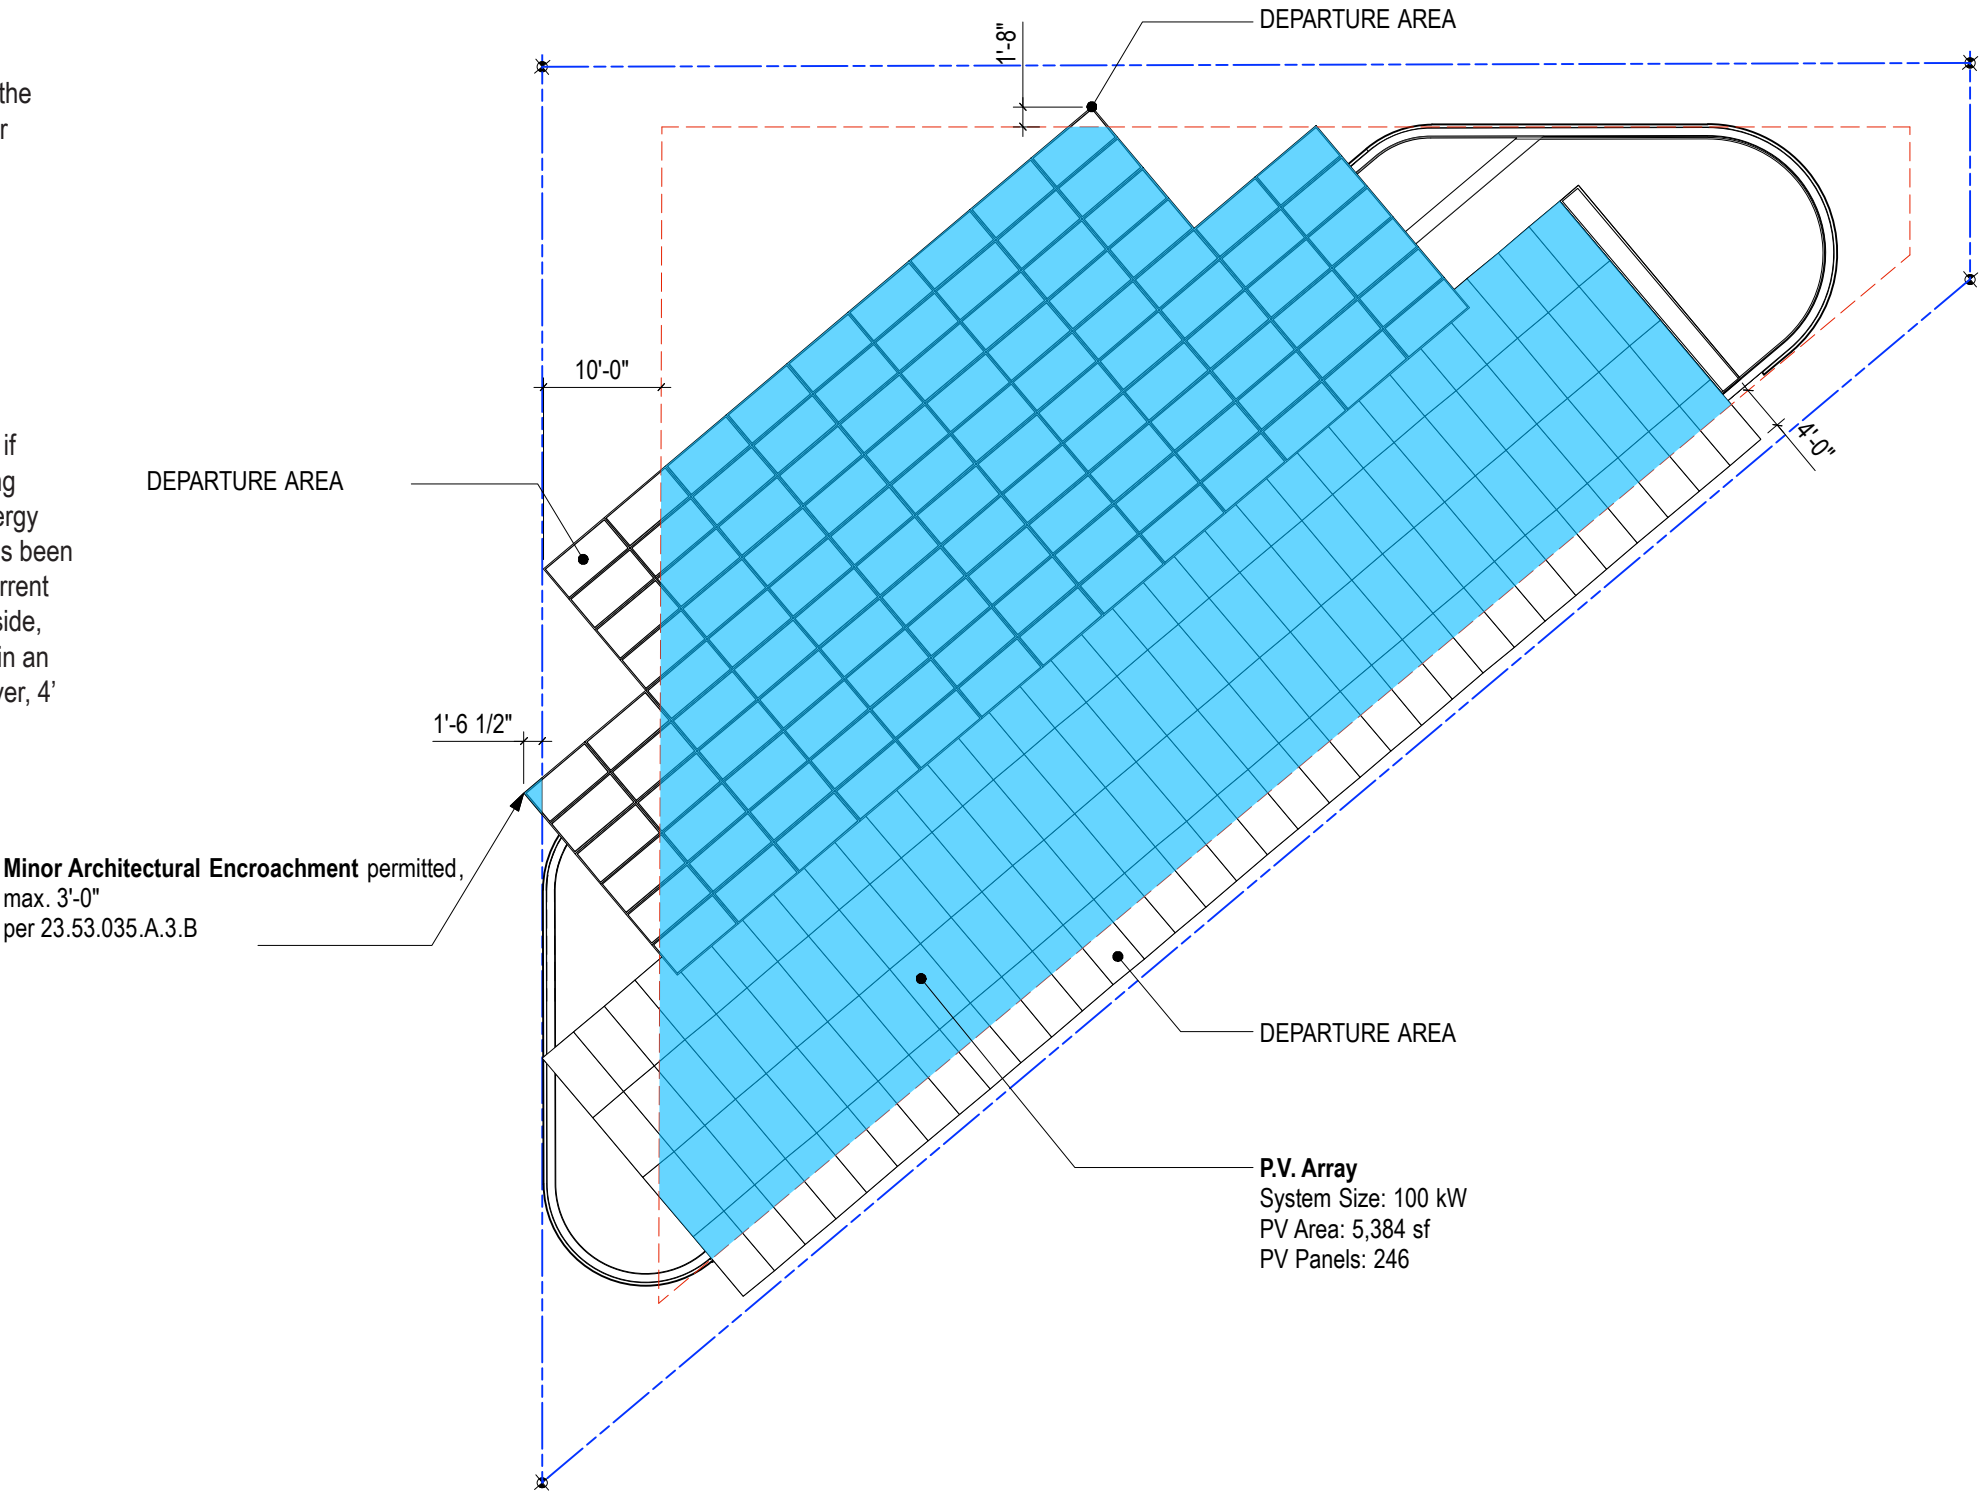 DEPARTURE AREA
1'-8"
the
r
10'-0"
if
4'-0"
DEPARTURE AREA
ng
ergy
s been
rrent
side,
in an
ver, 4'
1'-6 1/2"
Minor Architectural Encroachment permitted,
max. 3'-0"
per 23.53.035.A.3.B
DEPARTURE AREA
P.V. Array
System Size: 100 kW
PV Area: 5,384 sf
PV Panels: 246